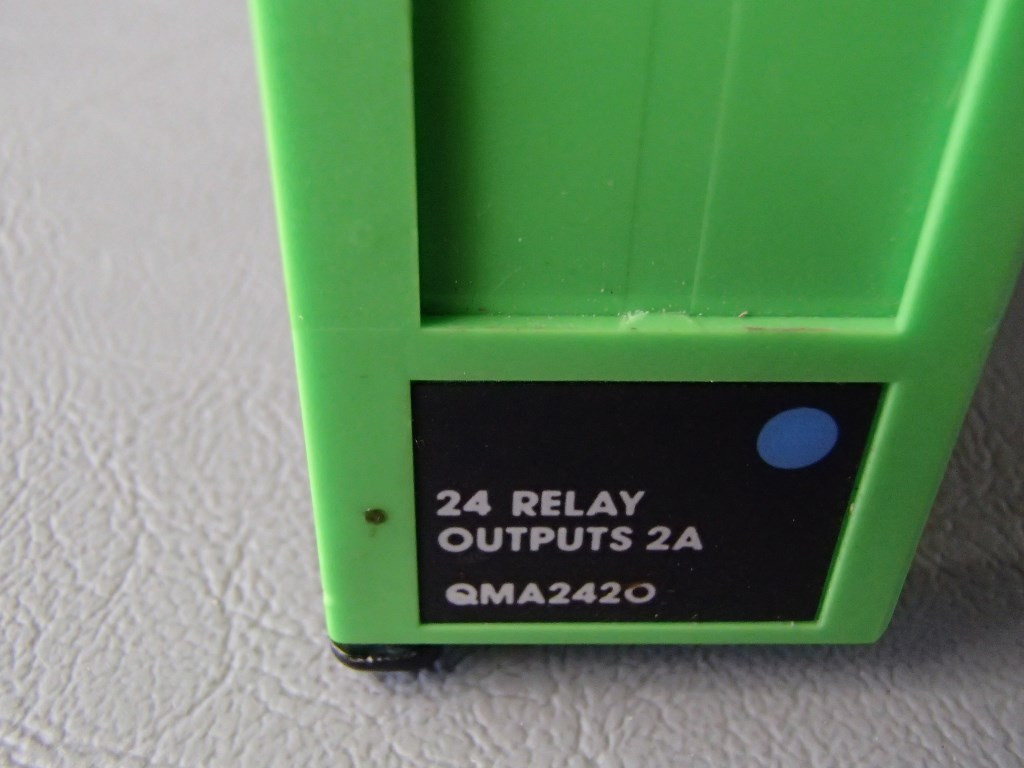 24 RELAY
OUTPUTS 2A
QMA2420